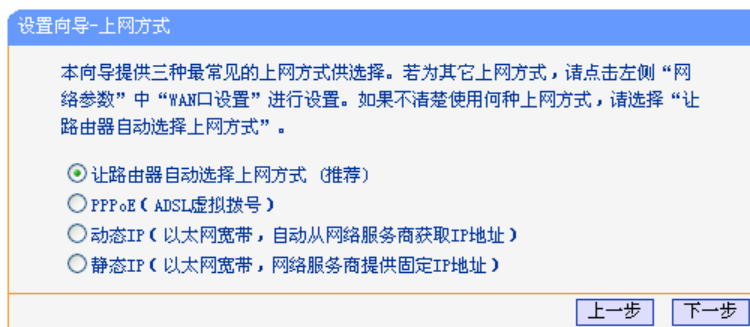 设置向导-上网方式
本向导提供三种最常见的上网方式供选择。若为其它上网方式，请点击左侧“网
络参数”中“WAN口设置”进行设置。如果不清楚使用何种上网方式，请选择“让
路由器自动选择上网方式”。
让路由器自动选择上网方式（推荐）
PPPoE（ADSL虚拟拨号）
动态IP（以太网宽带，自动从网络服务商获取IP地址）
静态IP（以太网宽带，网络服务商提供固定IP地址）
上一步 下一步